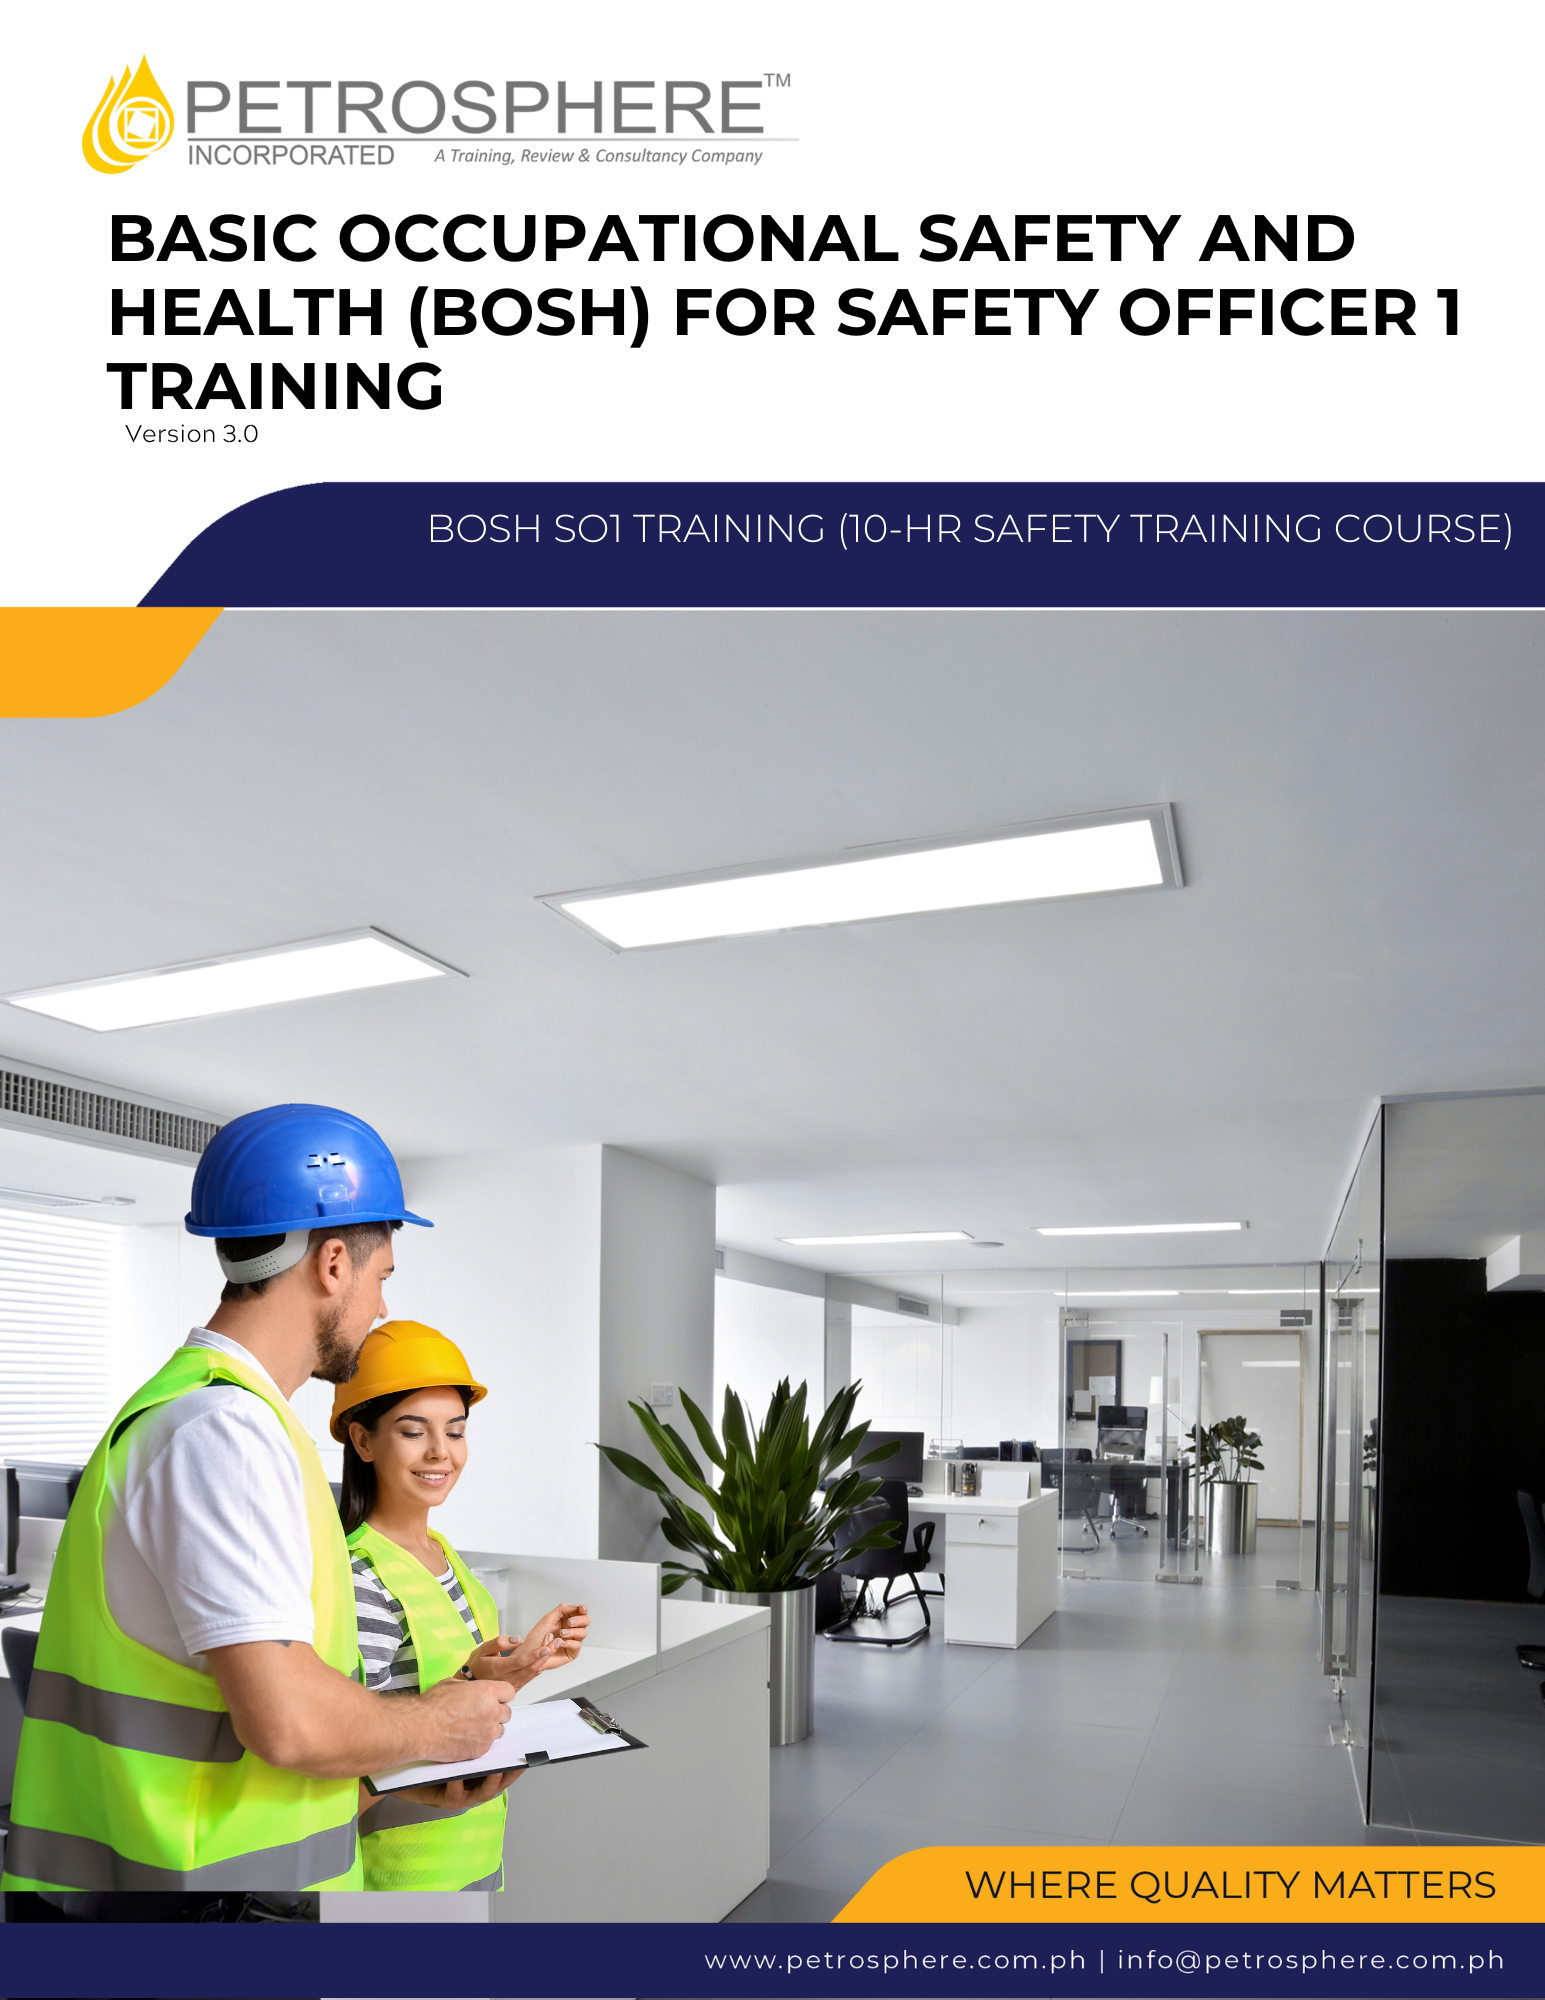 PETROSPHERE™
INCORPORATED A Training, Review & Consultancy Company
BASIC OCCUPATIONAL SAFETY AND
HEALTH (BOSH) FOR SAFETY OFFICER 1
TRAINING
Version 3.0
BOSH SO1 TRAINING (10-HR SAFETY TRAINING COURSE)
WHERE QUALITY MATTERS
www.petrosphere.com.ph | info@petrosphere.com.ph